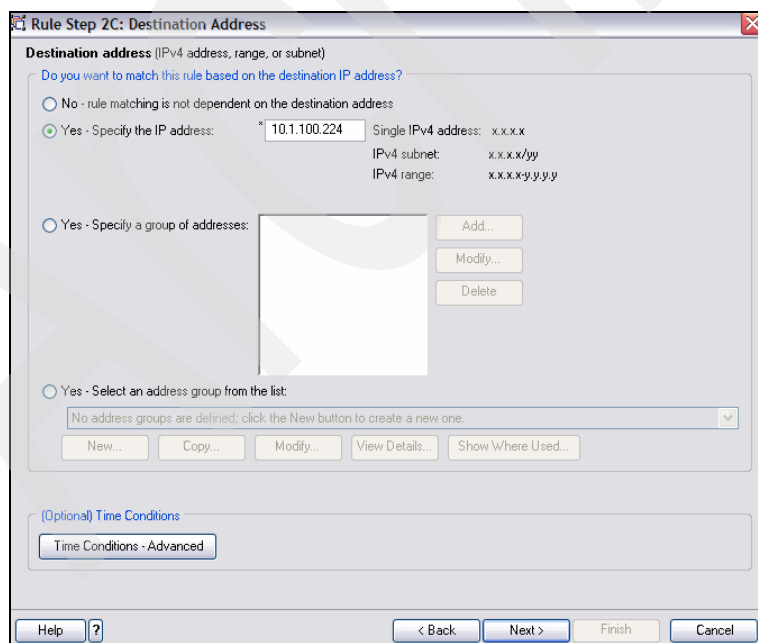 Rule Step 2C: Destination Address
Destination address (IPv4 address, range, or subnet)
Do you want to match this rule based on the destination IP address?
No - rule matching is not dependent on the destination address
Yes - Specify the IP address: * 10.1.100.224 Single IPv4 address: x.x.x.x
IPv4 subnet: x.x.x.x/yy
IPv4 range: x.x.x.x-y.y.y.y
Yes - Specify a group of addresses: Add...
Modify...
Delete
Yes - Select an address group from the list:
No address groups are defined; click the New button to create a new one.
New... Copy... Modify... View Details... Show Where Used...
(Optional) Time Conditions
Time Conditions - Advanced
Help ? < Back Next > Finish Cancel